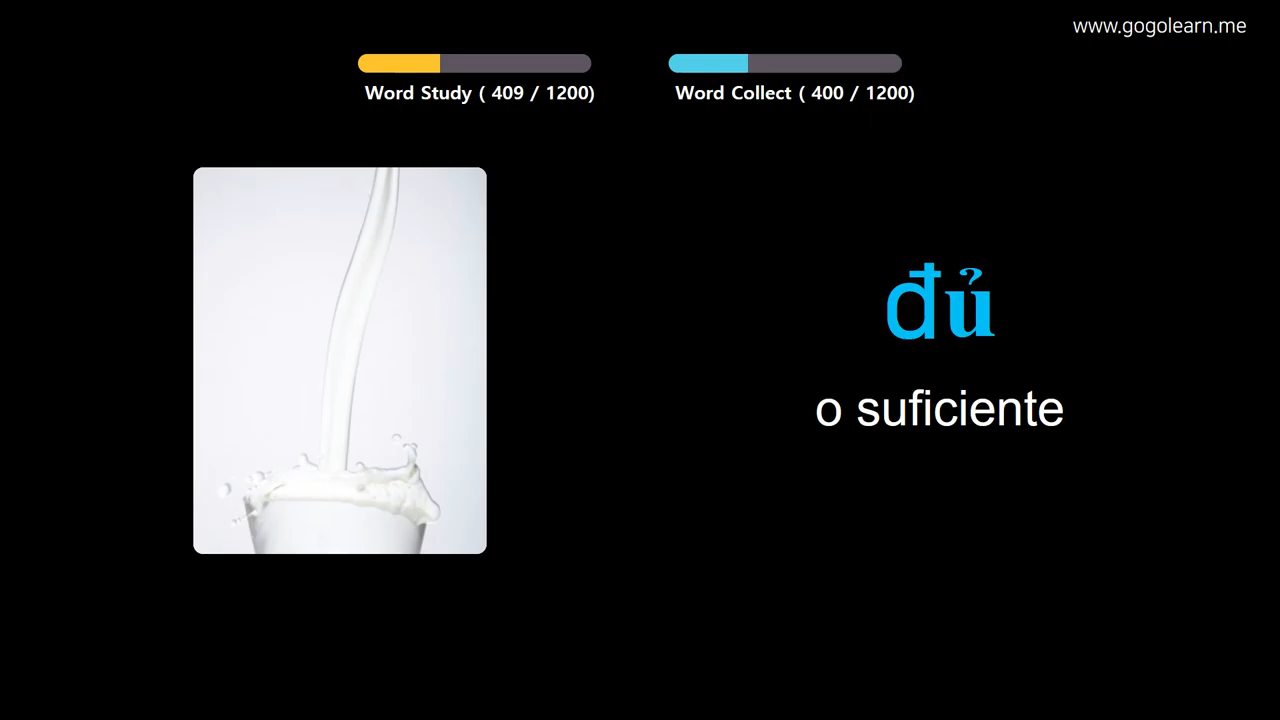 www.gogolearn.me
Word Study ( 409 / 1200)
Word Collect ( 400 / 1200)
đủ
o suficiente